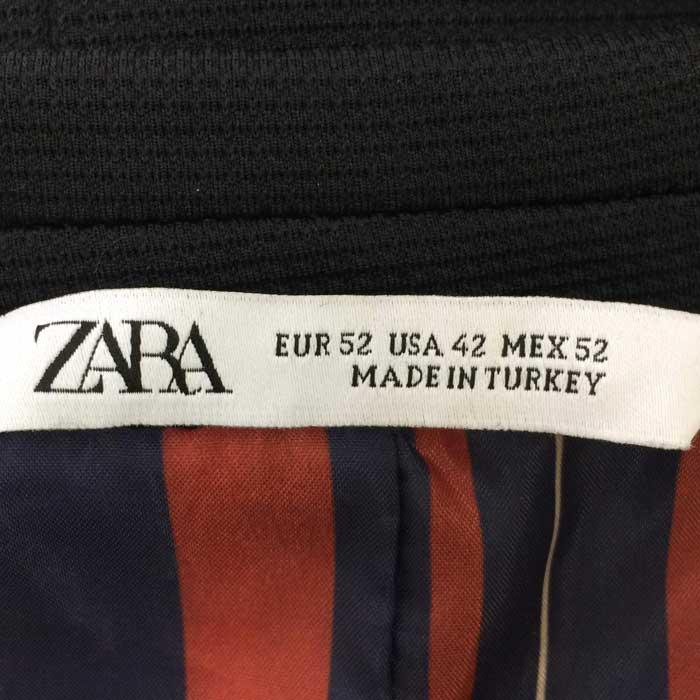 ZARA
EUR 52 USA 42 MEX 52
MADE IN TURKEY